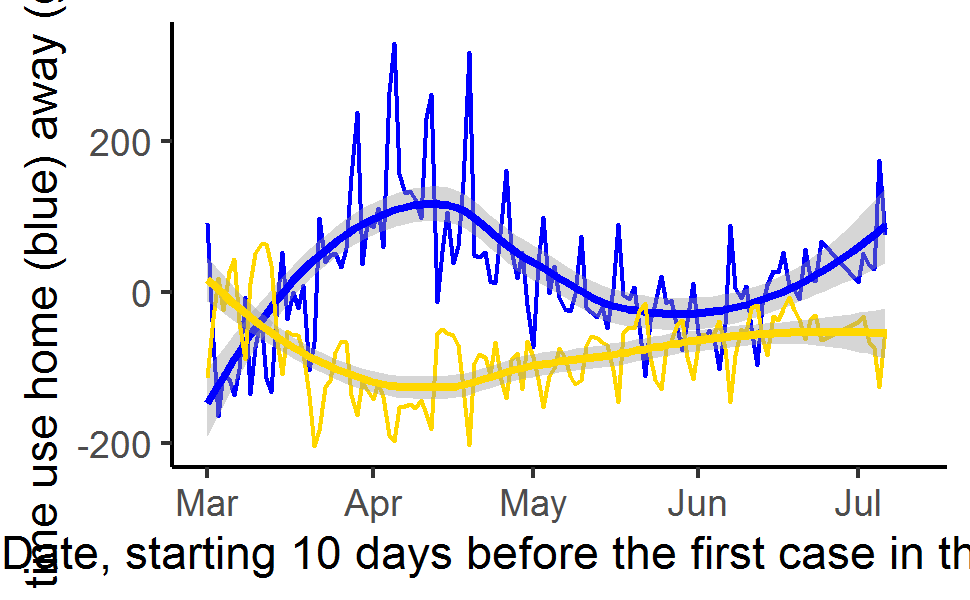 time use home (blue) away (
200
0
-200
Mar Apr May Jun Jul
Date, starting 10 days before the first case in th